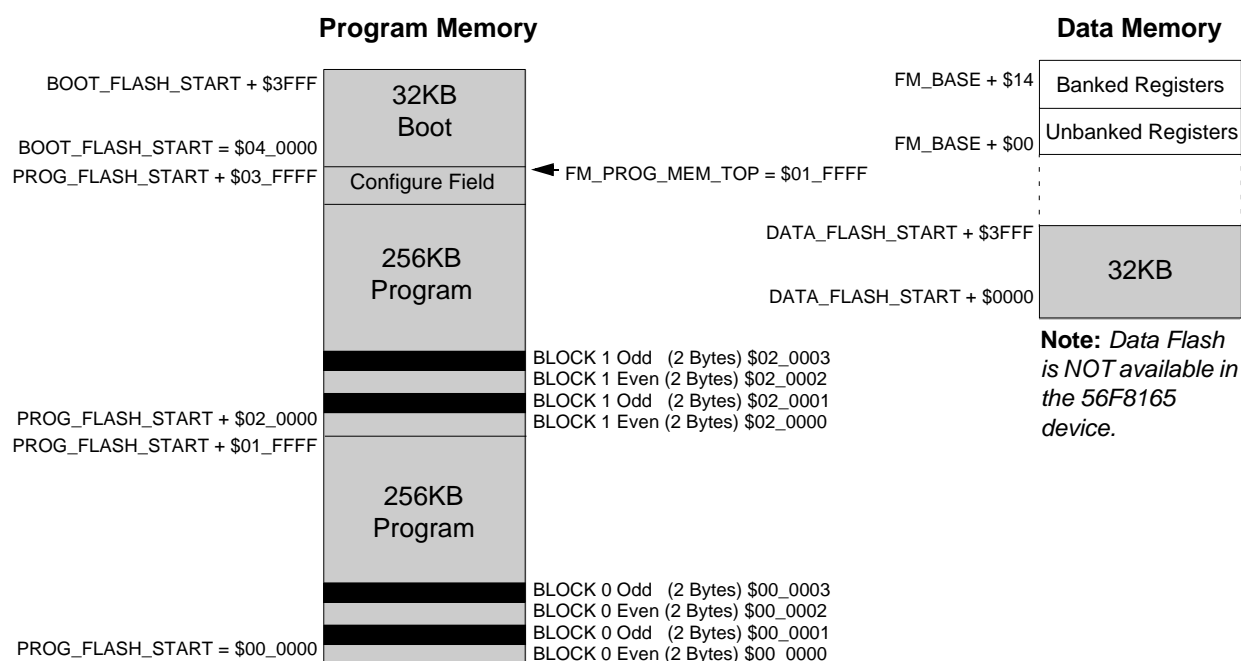 Program Memory
Data Memory
BOOT_FLASH_START + $3FFF
32KB
Boot
BOOT_FLASH_START = $04_0000
PROG_FLASH_START + $03_FFFF
Configure Field
FM_PROG_MEM_TOP = $01_FFFF
256KB
Program
BLOCK 1 Odd (2 Bytes) $02_0003
BLOCK 1 Even (2 Bytes) $02_0002
BLOCK 1 Odd (2 Bytes) $02_0001
BLOCK 1 Even (2 Bytes) $02_0000
PROG_FLASH_START + $02_0000
PROG_FLASH_START + $01_FFFF
256KB
Program
BLOCK 0 Odd (2 Bytes) $00_0003
BLOCK 0 Even (2 Bytes) $00_0002
BLOCK 0 Odd (2 Bytes) $00_0001
BLOCK 0 Even (2 Bytes) $00_0000
PROG_FLASH_START = $00_0000
FM_BASE + $14
Banked Registers
Unbanked Registers
FM_BASE + $00
DATA_FLASH_START + $3FFF
32KB
DATA_FLASH_START + $0000
Note: Data Flash
is NOT available in
the 56F8165
device.